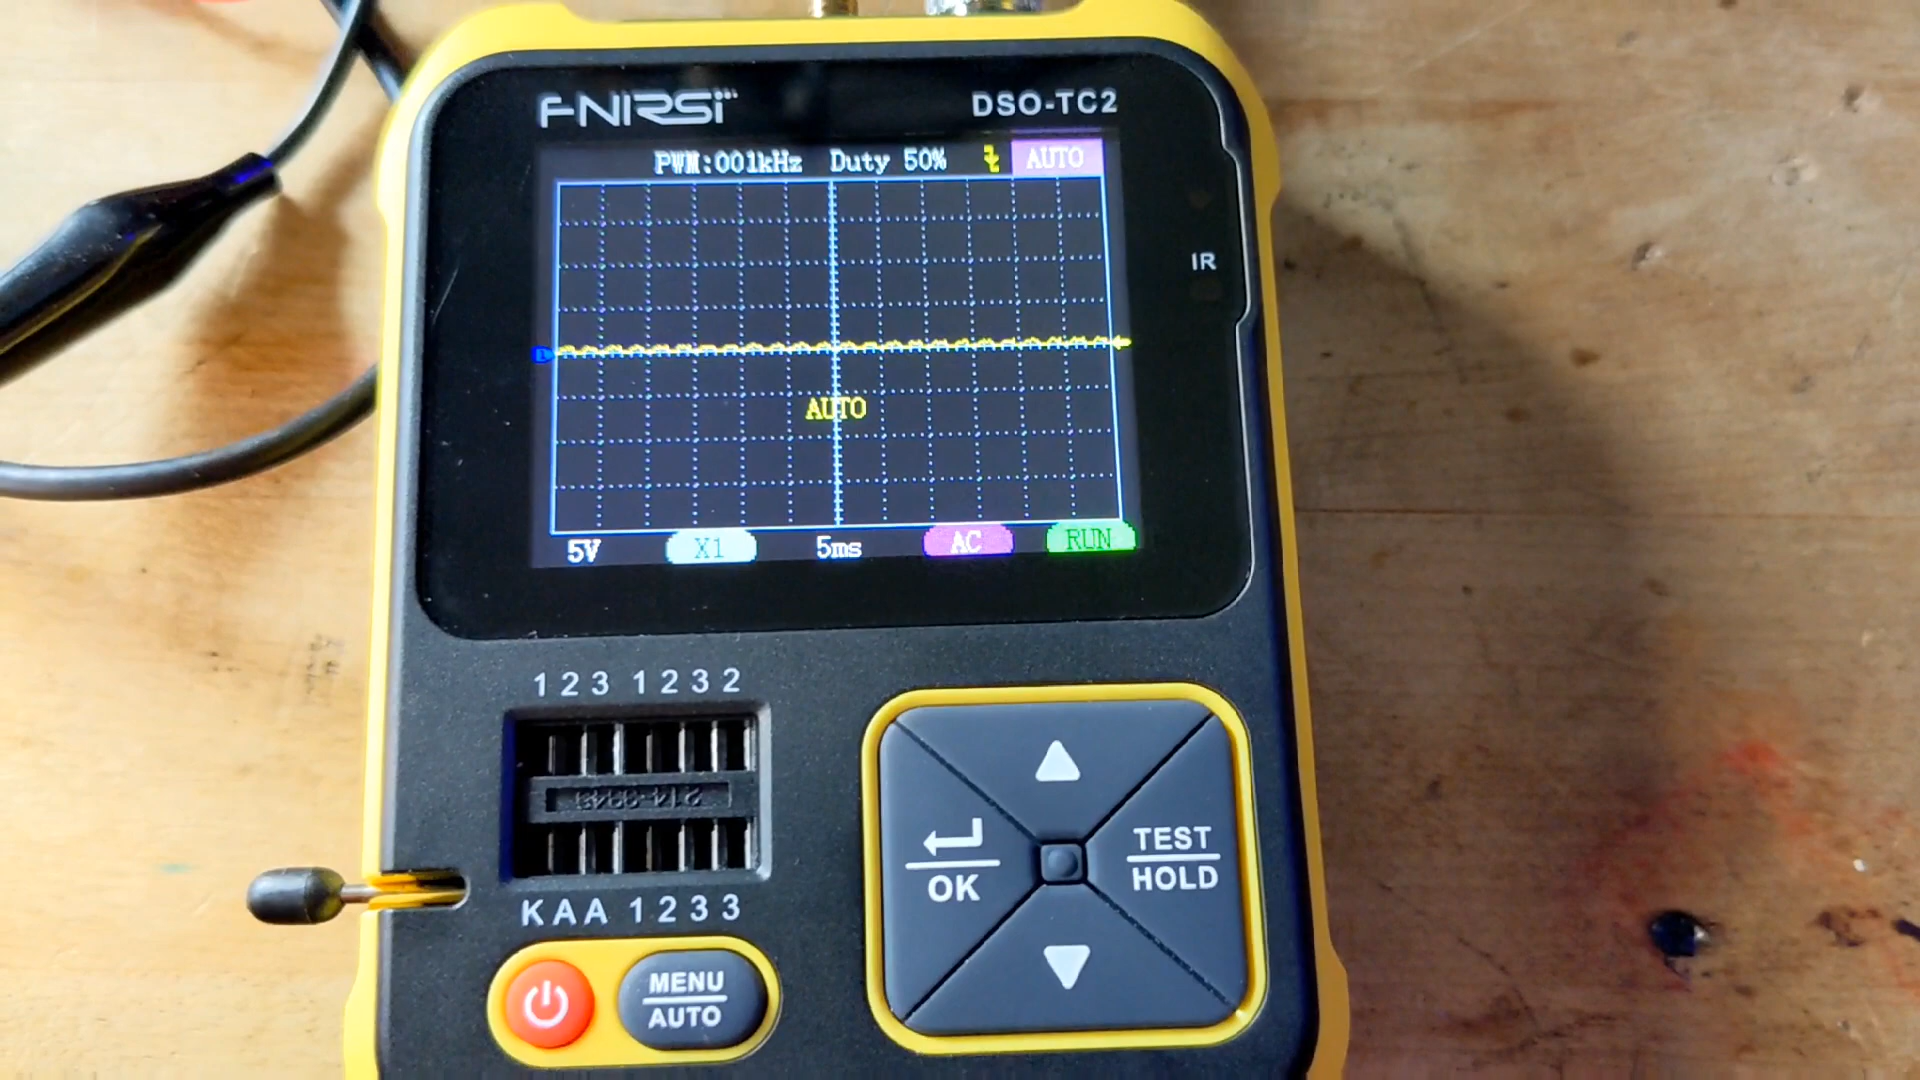 FNIRSI DSO-TC2
PWM:001kHz Duty 50% AUTO
IR
1
AUTO
5V X1 5ms AC RUN
1 2 3 1 2 3 2
K A A 1 2 3 3
OK
TEST
HOLD
MENU
AUTO